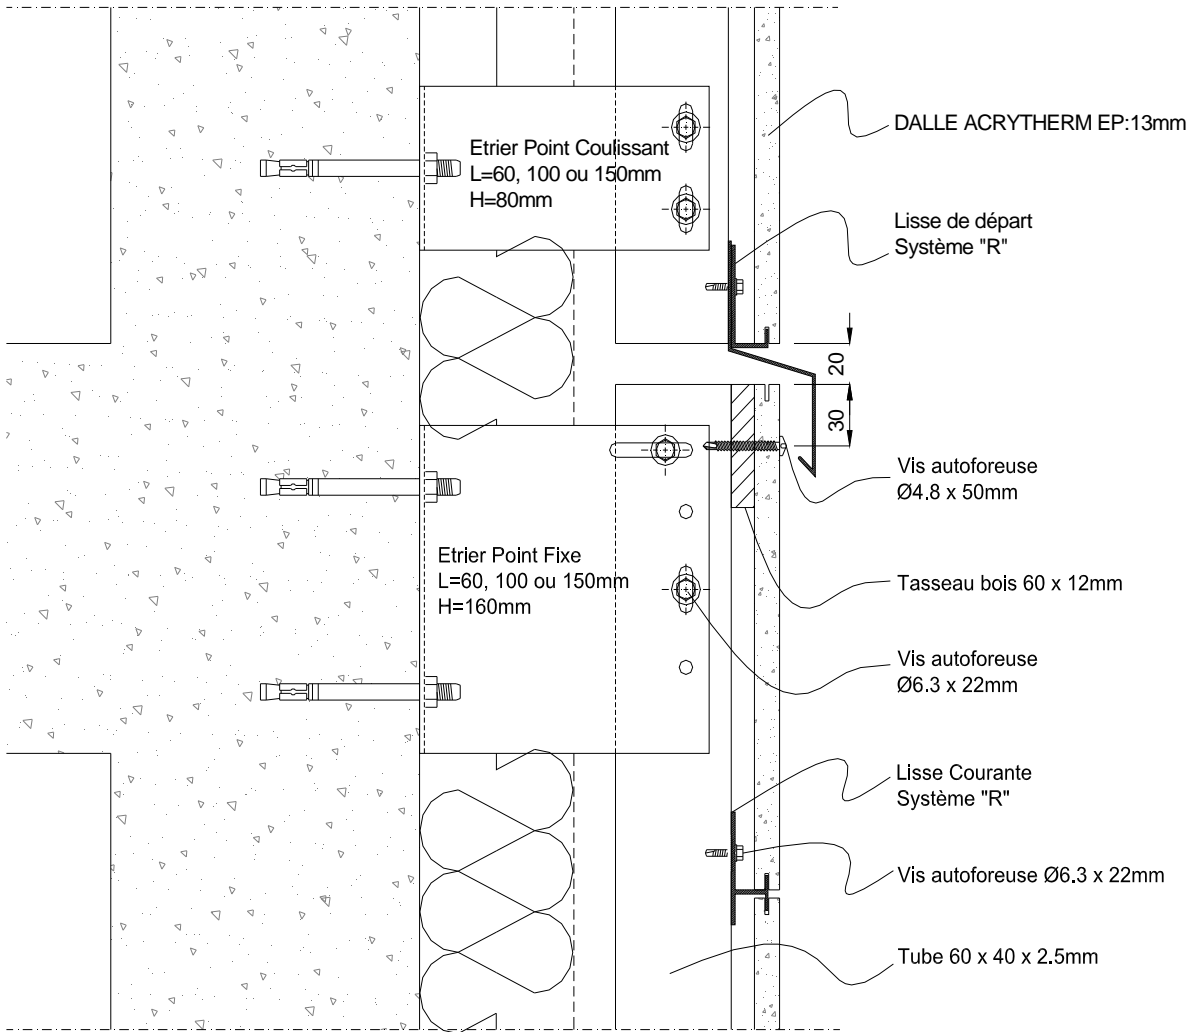 DALLE ACRYTHERM EP:13mm
Etrier Point Coulissant
L=60, 100 ou 150mm
H=80mm
Lisse de départ
Système "R"
20
30
Vis autoforeuse
Ø4.8 x 50mm
Etrier Point Fixe
L=60, 100 ou 150mm
H=160mm
Tasseau bois 60 x 12mm
Vis autoforeuse
Ø6.3 x 22mm
Lisse Courante
Système "R"
Vis autoforeuse Ø6.3 x 22mm
Tube 60 x 40 x 2.5mm